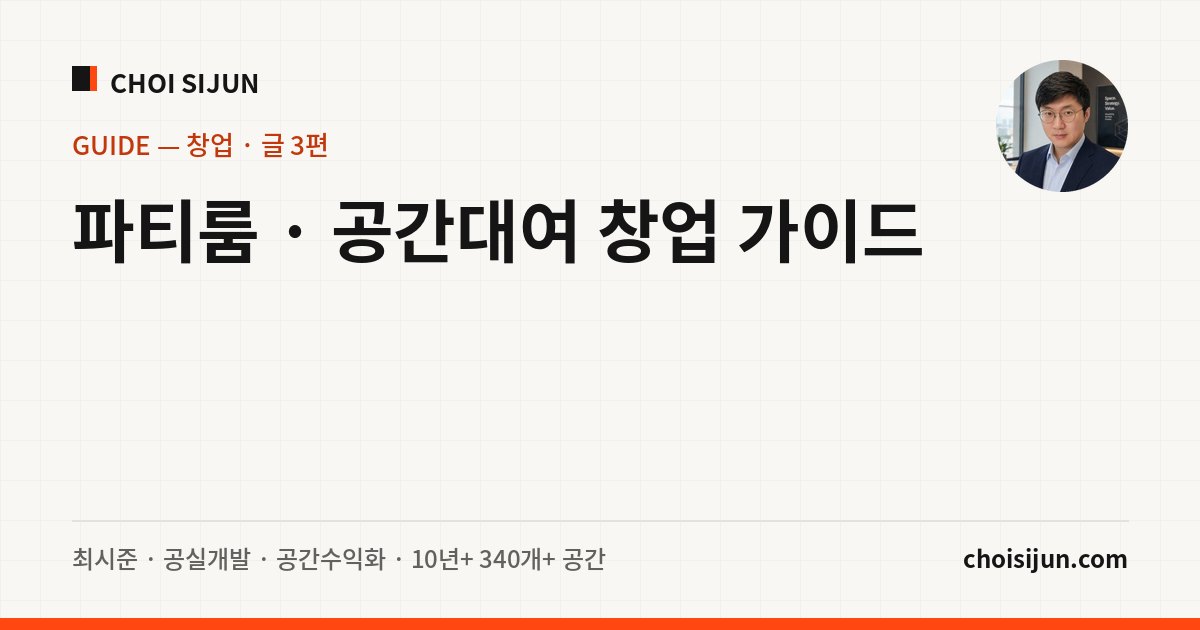 CHOI SIJUN
GUIDE — 창업 · 글 3편
파티룸 · 공간대여 창업 가이드
최시준 · 공실개발 · 공간수익화 · 10년+ 340개+ 공간
choisijun.com